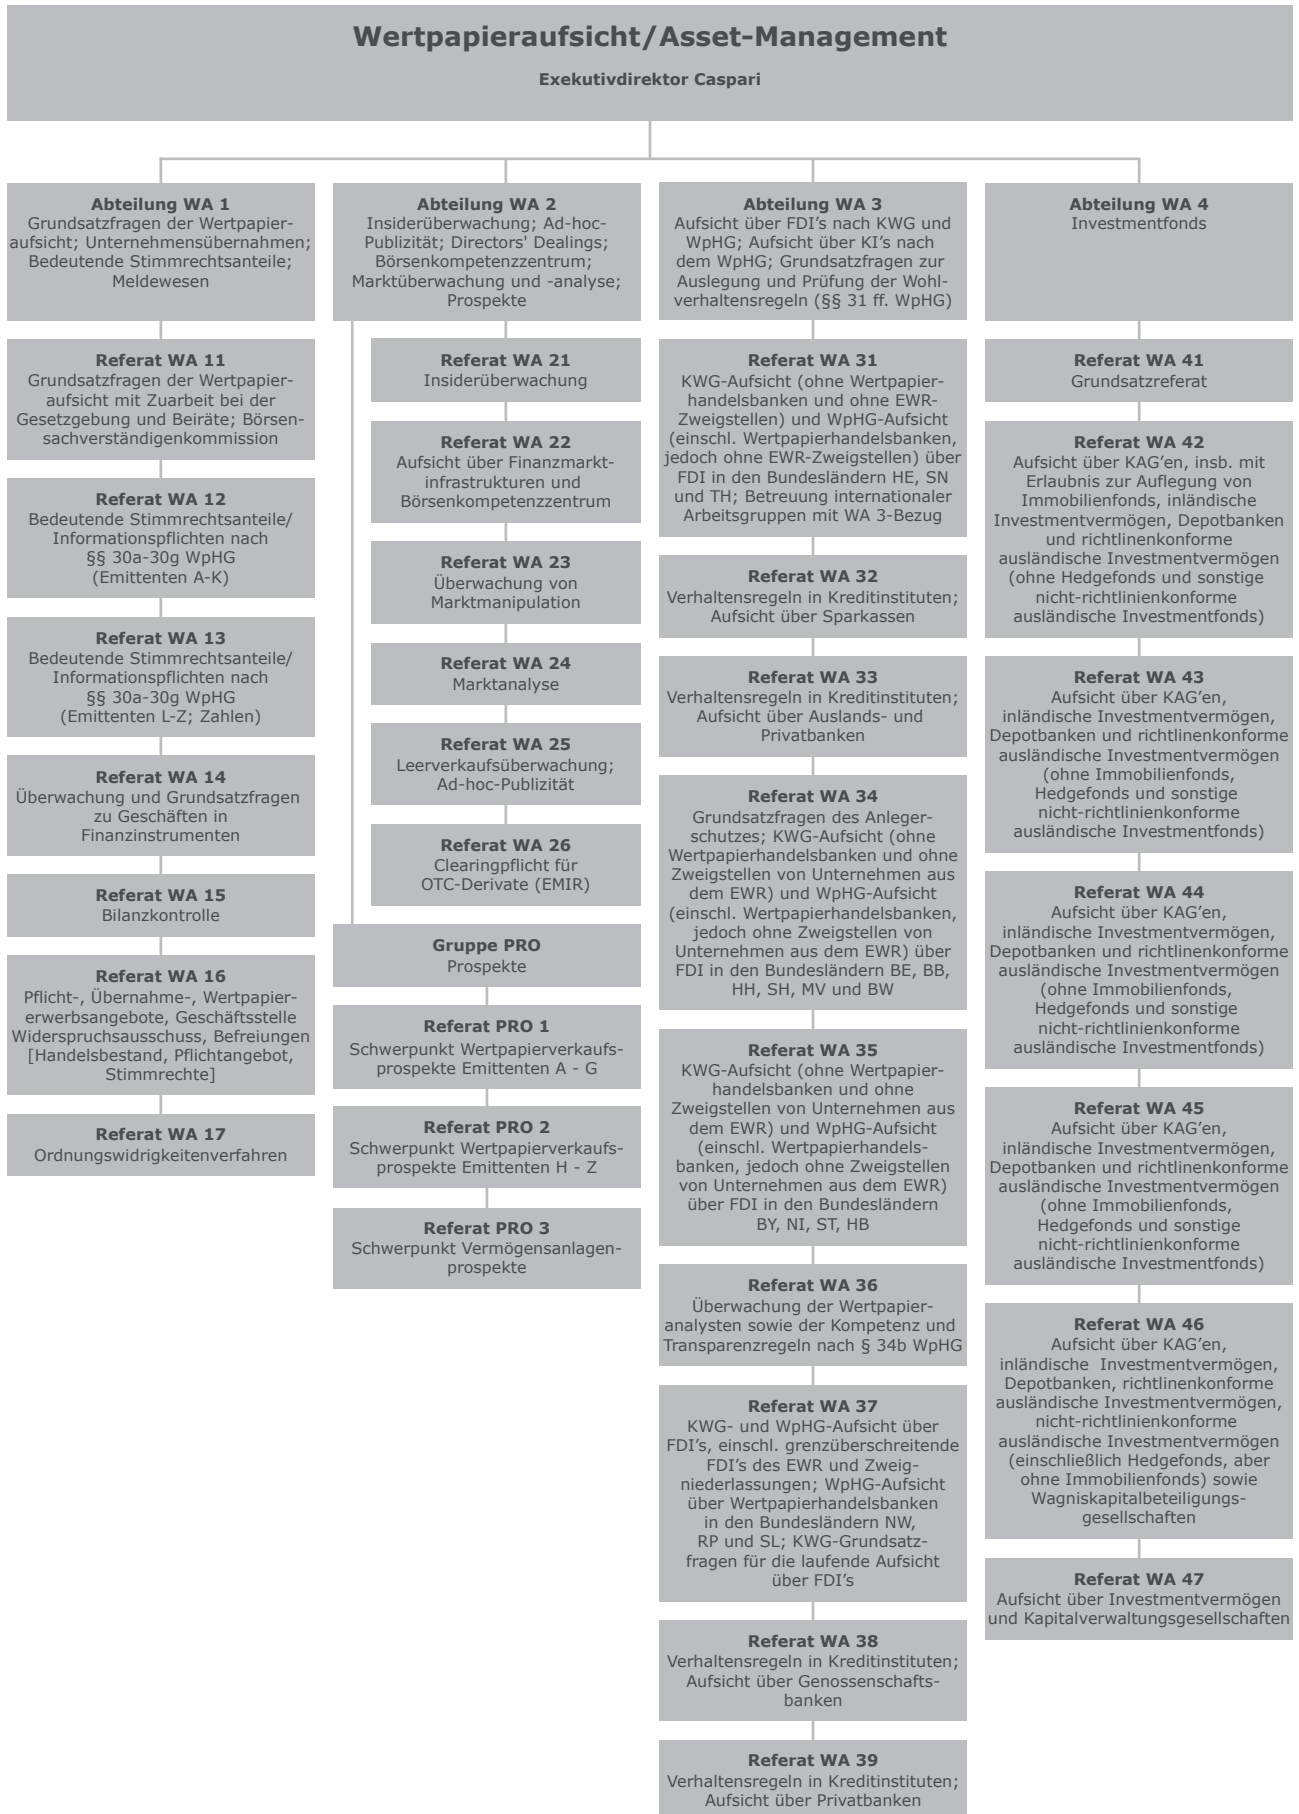 Wertpapieraufsicht/Asset-Management
Exekutivdirektor Caspari
Abteilung WA 1
Grundsatzfragen der Wertpapier-
aufsicht; Unternehmensübernahmen;
Bedeutende Stimmrechtsanteile;
Meldewesen
Referat WA 11
Grundsatzfragen der Wertpapier-
aufsicht mit Zuarbeit bei der
Gesetzgebung und Beiräte; Börsen-
sachverständigenkommission
Referat WA 12
Bedeutende Stimmrechtsanteile/
Informationspflichten nach
§§ 30a-30g WpHG
(Emittenten A-K)
Referat WA 13
Bedeutende Stimmrechtsanteile/
Informationspflichten nach
§§ 30a-30g WpHG
(Emittenten L-Z; Zahlen)
Referat WA 14
Überwachung und Grundsatzfragen
zu Geschäften in
Finanzinstrumenten
Referat WA 15
Bilanzkontrolle
Referat WA 16
Pflicht-, Übernahme-, Wertpapier-
erwerbsangebote, Geschäftsstelle
Widerspruchsausschuss, Befreiungen
[Handelsbestand, Pflichtangebot,
Stimmrechte]
Referat WA 17
Ordnungswidrigkeitenverfahren
Abteilung WA 2
Insiderüberwachung; Ad-hoc-
Publizität; Directors' Dealings;
Börsenkompetenzzentrum;
Marktüberwachung und -analyse;
Prospekte
Referat WA 21
Insiderüberwachung
Referat WA 22
Aufsicht über Finanzmarkt-
infrastrukturen und
Börsenkompetenzzentrum
Referat WA 23
Überwachung von
Marktmanipulation
Referat WA 24
Marktanalyse
Referat WA 25
Leerverkaufsüberwachung;
Ad-hoc-Publizität
Referat WA 26
Clearingpflicht für
OTC-Derivate (EMIR)
Gruppe PRO
Prospekte
Referat PRO 1
Schwerpunkt Wertpapierverkaufs-
prospekte Emittenten A - G
Referat PRO 2
Schwerpunkt Wertpapierverkaufs-
prospekte Emittenten H - Z
Referat PRO 3
Schwerpunkt Vermögensanlagen-
prospekte
Abteilung WA 3
Aufsicht über FDI's nach KWG und
WpHG; Aufsicht über KI's nach
dem WpHG; Grundsatzfragen zur
Auslegung und Prüfung der Wohl-
verhaltensregeln (§§ 31 ff. WpHG)
Referat WA 31
KWG-Aufsicht (ohne Wertpapier-
handelsbanken und ohne EWR-
Zweigstellen) und WpHG-Aufsicht
(einschl. Wertpapierhandelsbanken,
jedoch ohne EWR-Zweigstellen) über
FDI in den Bundesländern HE, SN
und TH; Betreuung internationaler
Arbeitsgruppen mit WA 3-Bezug
Referat WA 32
Verhaltensregeln in Kreditinstituten;
Aufsicht über Sparkassen
Referat WA 33
Verhaltensregeln in Kreditinstituten;
Aufsicht über Auslands- und
Privatbanken
Referat WA 34
Grundsatzfragen des Anleger-
schutzes; KWG-Aufsicht (ohne
Wertpapierhandelsbanken und ohne
Zweigstellen von Unternehmen aus
dem EWR) und WpHG-Aufsicht
(einschl. Wertpapierhandelsbanken,
jedoch ohne Zweigstellen von
Unternehmen aus dem EWR) über
FDI in den Bundesländern BE, BB,
HH, SH, MV und BW
Referat WA 35
KWG-Aufsicht (ohne Wertpapier-
handelsbanken und ohne
Zweigstellen von Unternehmen aus
dem EWR) und WpHG-Aufsicht
(einschl. Wertpapierhandels-
banken, jedoch ohne Zweigstellen
von Unternehmen aus dem EWR)
über FDI in den Bundesländern
BY, NI, ST, HB
Referat WA 36
Überwachung der Wertpapier-
analysten sowie der Kompetenz und
Transparenzregeln nach § 34b WpHG
Referat WA 37
KWG- und WpHG-Aufsicht über
FDI's, einschl. grenzüberschreitende
FDI's des EWR und Zweig-
niederlassungen; WpHG-Aufsicht
über Wertpapierhandelsbanken
in den Bundesländern NW,
RP und SL; KWG-Grundsatz-
fragen für die laufende Aufsicht
über FDI's
Referat WA 38
Verhaltensregeln in Kreditinstituten;
Aufsicht über Genossenschafts-
banken
Referat WA 39
Verhaltensregeln in Kreditinstituten;
Aufsicht über Privatbanken
Abteilung WA 4
Investmentfonds
Referat WA 41
Grundsatzreferat
Referat WA 42
Aufsicht über KAG'en, insb. mit
Erlaubnis zur Auflegung von
Immobilienfonds, inländische
Investmentvermögen, Depotbanken
und richtlinenkonforme
ausländische Investmentvermögen
(ohne Hedgefonds und sonstige
nicht-richtlinienkonforme
ausländische Investmentfonds)
Referat WA 43
Aufsicht über KAG'en,
inländische Investmentvermögen,
Depotbanken und richtlinenkonforme
ausländische Investmentvermögen
(ohne Immobilienfonds,
Hedgefonds und sonstige
nicht-richtlinienkonforme
ausländische Investmentfonds)
Referat WA 44
Aufsicht über KAG'en,
inländische Investmentvermögen,
Depotbanken und richtlinenkonforme
ausländische Investmentvermögen
(ohne Immobilienfonds,
Hedgefonds und sonstige
nicht-richtlinienkonforme
ausländische Investmentfonds)
Referat WA 45
Aufsicht über KAG'en,
inländische Investmentvermögen,
Depotbanken und richtlinenkonforme
ausländische Investmentvermögen
(ohne Immobilienfonds,
Hedgefonds und sonstige
nicht-richtlinienkonforme
ausländische Investmentfonds)
Referat WA 46
Aufsicht über KAG'en,
inländische Investmentvermögen,
Depotbanken, richtlinenkonforme
ausländische Investmentvermögen,
nicht-richtlinienkonforme
ausländische Investmentvermögen
(einschließlich Hedgefonds, aber
ohne Immobilienfonds) sowie
Wagniskapitalbeteiligungs-
gesellschaften
Referat WA 47
Aufsicht über Investmentvermögen
und Kapitalverwaltungsgesellschaften